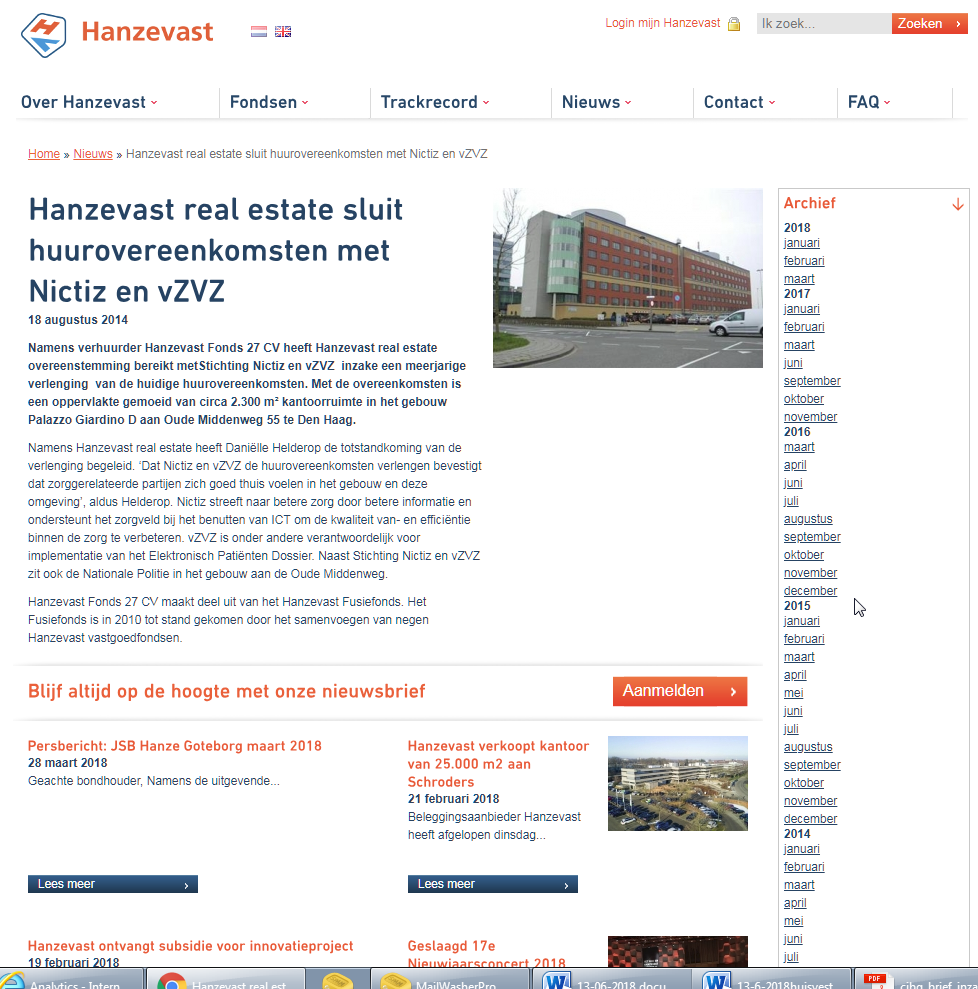 Hanzevast
Login mijn Hanzevast
Ik zoek...
Zoeken
Over Hanzevast
Fondsen
Trackrecord
Nieuws
Contact
FAQ
Home » Nieuws » Hanzevast real estate sluit huurovereenkomsten met Nictiz en vZVZ
Hanzevast real estate sluit
huurovereenkomsten met
Nictiz en vZVZ
18 augustus 2014
Namens verhuurder Hanzevast Fonds 27 CV heeft Hanzevast real estate
overeenstemming bereikt metStichting Nictiz en vZVZ inzake een meerjarige
verlenging van de huidige huurovereenkomsten. Met de overeenkomsten is
een oppervlakte gemoeid van circa 2.300 m² kantoorruimte in het gebouw
Palazzo Giardino D aan Oude Middenweg 55 te Den Haag.
Namens Hanzevast real estate heeft Daniëlle Helderop de totstandkoming van de
verlenging begeleid. ‘Dat Nictiz en vZVZ de huurovereenkomsten verlengen bevestigt
dat zorggerelateerde partijen zich goed thuis voelen in het gebouw en deze
omgeving’, aldus Helderop. Nictiz streeft naar betere zorg door betere informatie en
ondersteunt het zorgveld bij het benutten van ICT om de kwaliteit van- en efficiëntie
binnen de zorg te verbeteren. vZVZ is onder andere verantwoordelijk voor
implementatie van het Elektronisch Patiënten Dossier. Naast Stichting Nictiz en vZVZ
zit ook de Nationale Politie in het gebouw aan de Oude Middenweg.
Hanzevast Fonds 27 CV maakt deel uit van het Hanzevast Fusiefonds. Het
Fusiefonds is in 2010 tot stand gekomen door het samenvoegen van negen
Hanzevast vastgoedfondsen.
Blijf altijd op de hoogte met onze nieuwsbrief
Aanmelden
Persbericht: JSB Hanze Goteborg maart 2018
28 maart 2018
Geachte bondhouder, Namens de uitgevende...
Lees meer
Hanzevast verkoopt kantoor
van 25.000 m2 aan
Schroders
21 februari 2018
Beleggingsaanbieder Hanzevast
heeft afgelopen dinsdag...
Lees meer
Hanzevast ontvangt subsidie voor innovatieproject
19 februari 2018
Geslaagd 17e
Nieuwjaarsconcert 2018
Archief
2018
januari
februari
maart
2017
januari
februari
maart
juni
september
oktober
november
2016
maart
april
juni
juli
augustus
september
oktober
november
december
2015
januari
februari
maart
april
mei
juni
juli
augustus
september
oktober
november
december
2014
januari
februari
maart
april
mei
juni
juli
Analytics - Intern
Hanzevast real est
MailWasherPro
13-06-2018.docu
13-6-2018huisvest
PDF
cibg_brief_inza